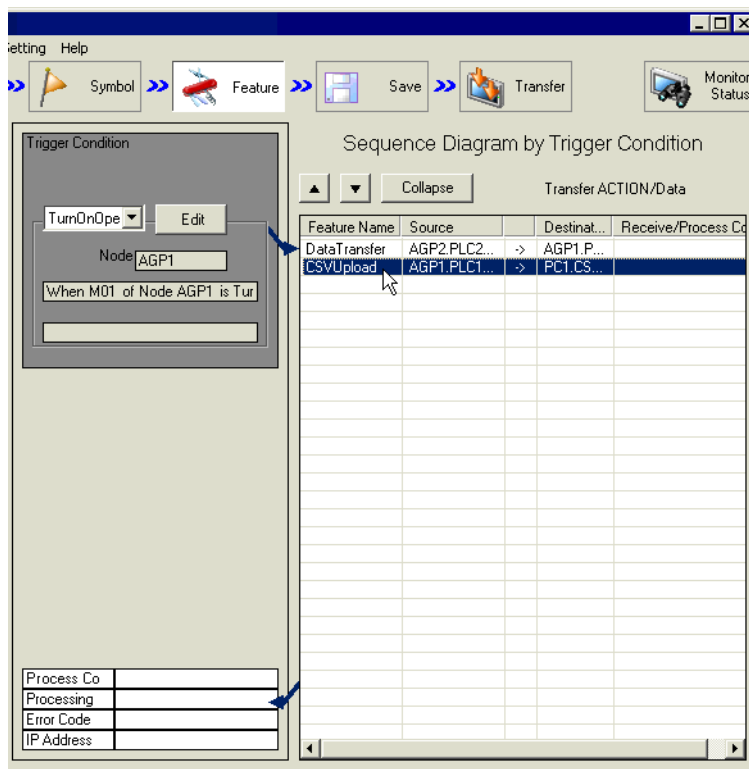 Setting Help
>> Symbol >> Feature >> Save >> Transfer Monitor Status
Trigger Condition
Sequence Diagram by Trigger Condition
Collapse Transfer ACTION/Data
TurnOnOpe Edit
Node AGP1
When M01 of Node AGP1 is Tur
Feature Name Source Destinat... Receive/Process Co
DataTransfer AGP2.PLC2... -> AGP1.P...
CSVUpload AGP1.PLC1... -> PC1.CS...
Process Co
Processing
Error Code
IP Address